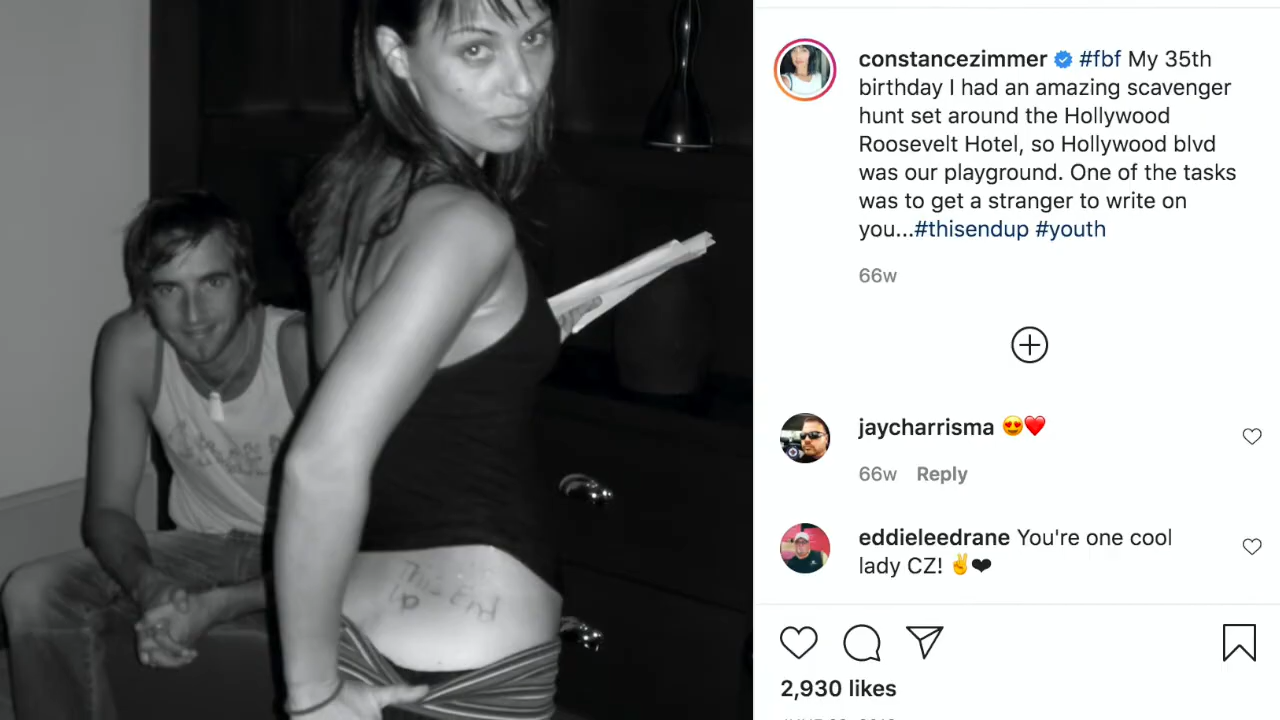 This End
Up
constancezimmer #fbf My 35th
birthday I had an amazing scavenger
hunt set around the Hollywood
Roosevelt Hotel, so Hollywood blvd
was our playground. One of the tasks
was to get a stranger to write on
you...#thisendup #youth
66w
jaycharrisma 😍❤️
66w Reply
eddieleedrane You're one cool
lady CZ! ✌️❤
2,930 likes